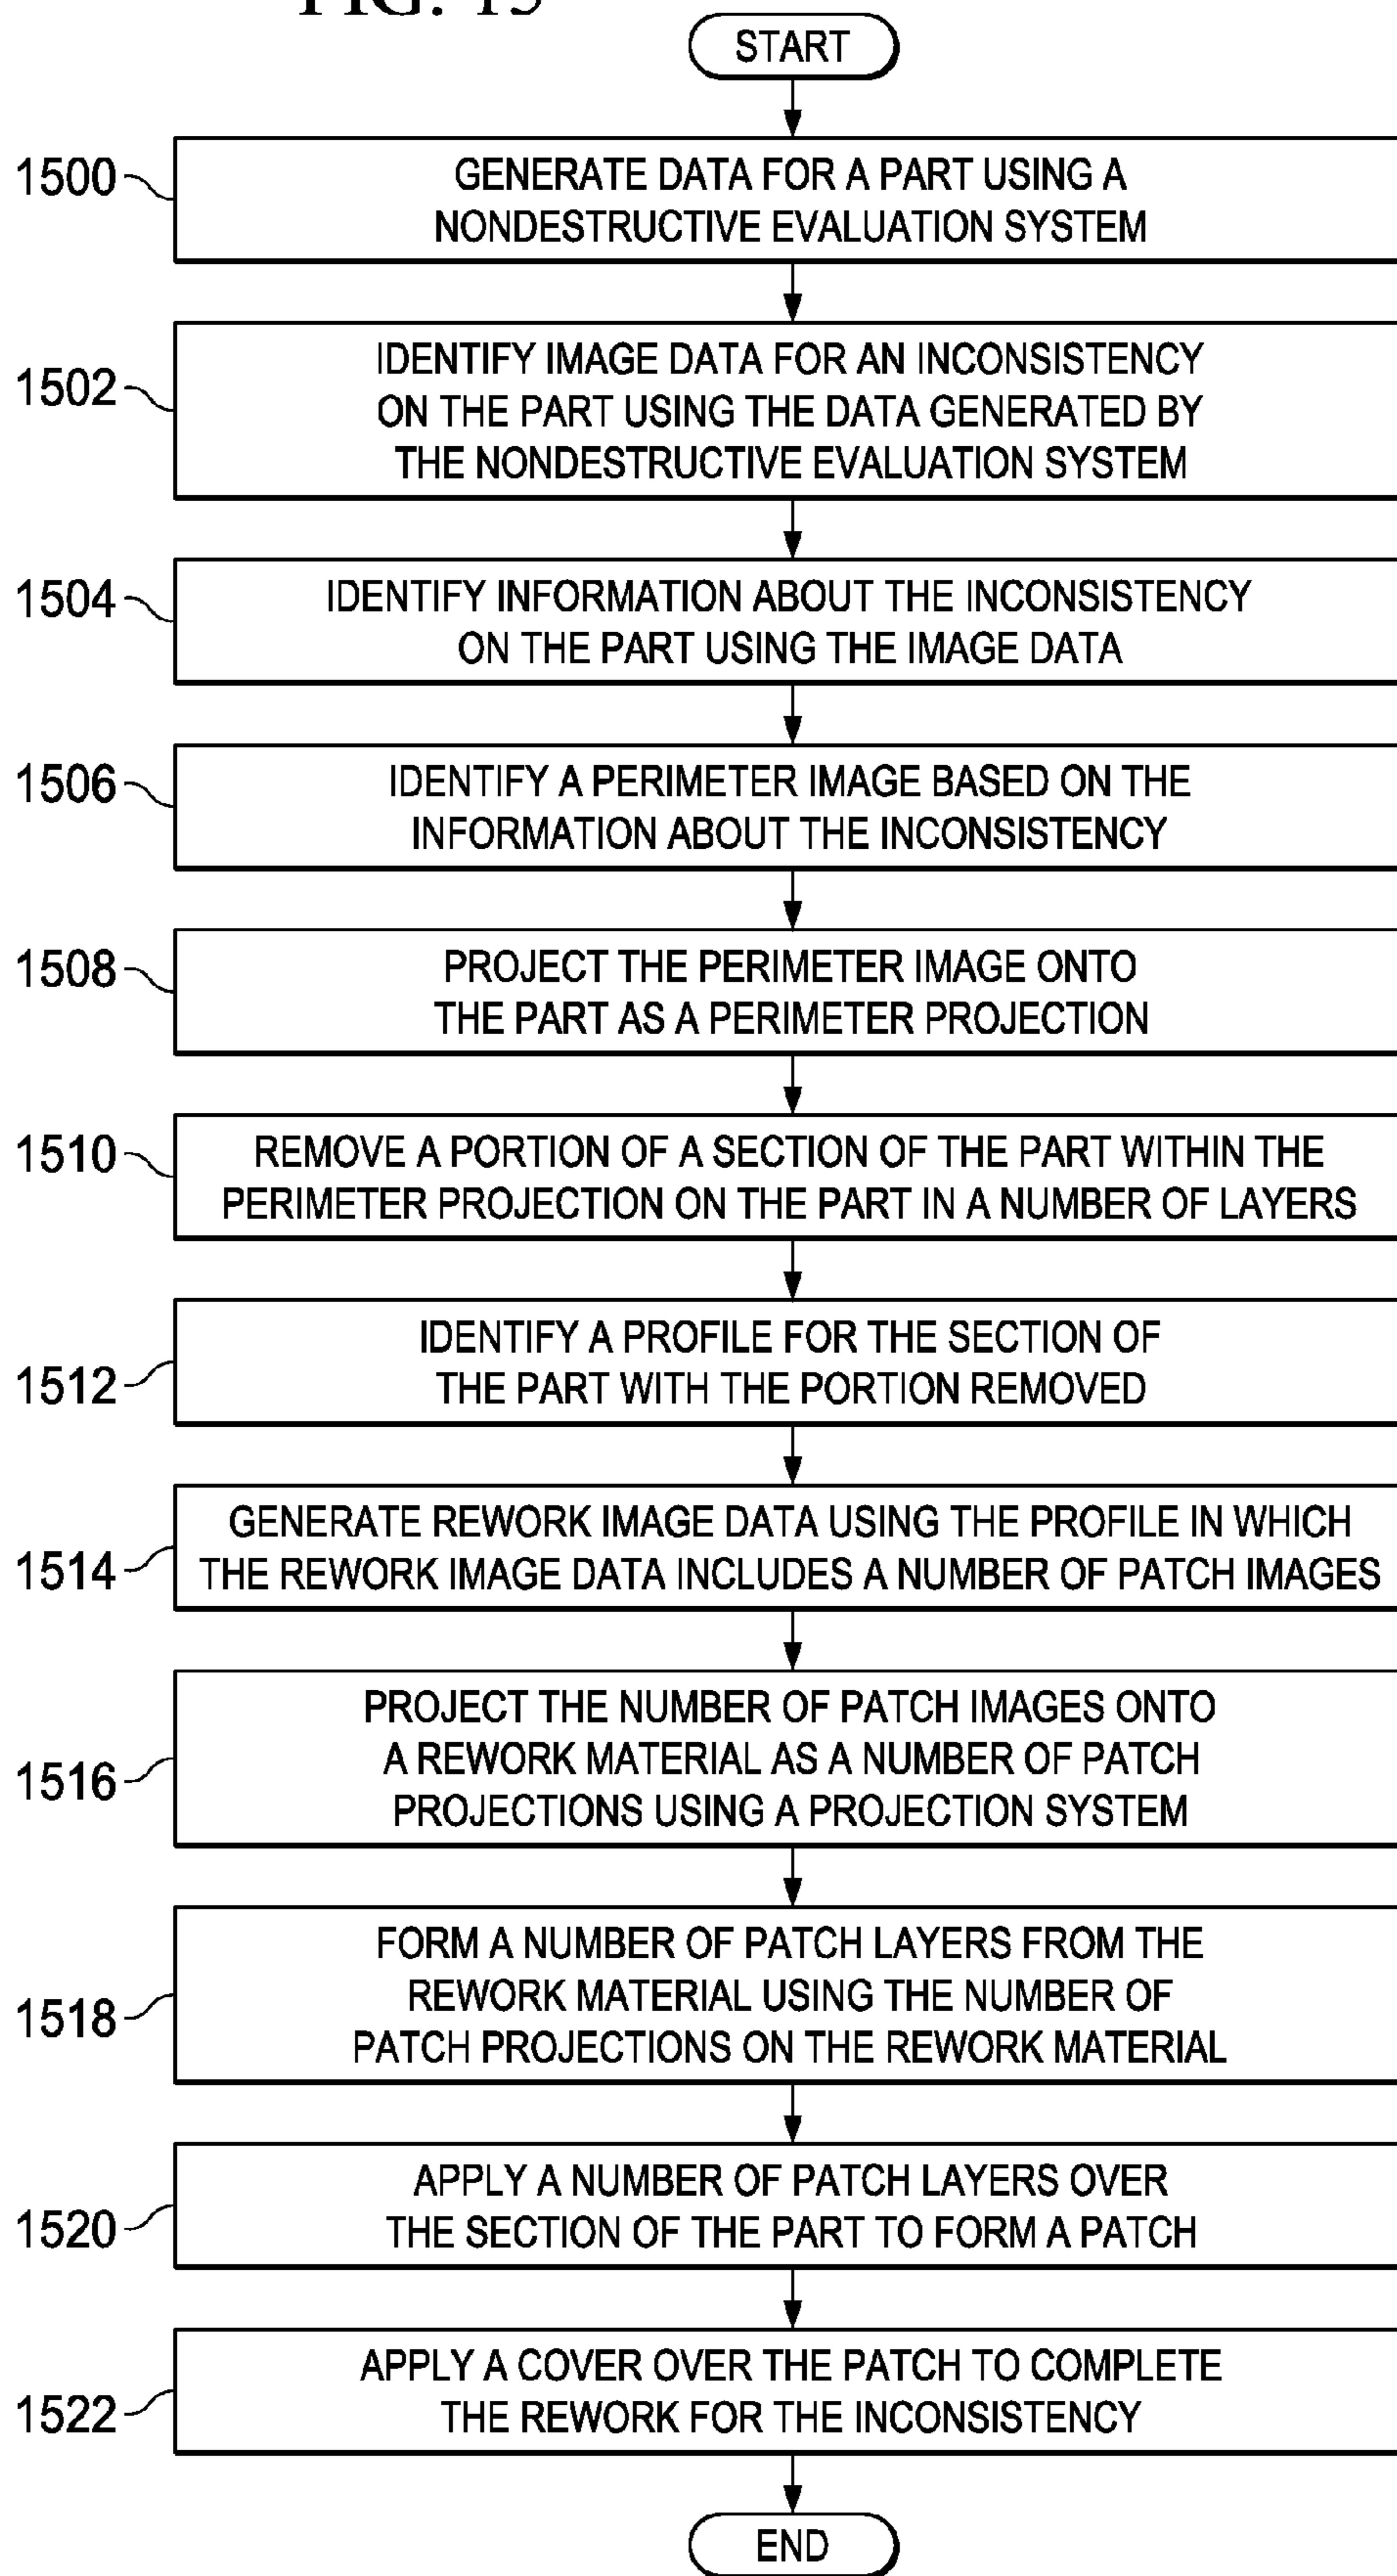 FIG. 15
START
1500
GENERATE DATA FOR A PART USING A
NONDESTRUCTIVE EVALUATION SYSTEM
1502
IDENTIFY IMAGE DATA FOR AN INCONSISTENCY
ON THE PART USING THE DATA GENERATED BY
THE NONDESTRUCTIVE EVALUATION SYSTEM
1504
IDENTIFY INFORMATION ABOUT THE INCONSISTENCY
ON THE PART USING THE IMAGE DATA
1506
IDENTIFY A PERIMETER IMAGE BASED ON THE
INFORMATION ABOUT THE INCONSISTENCY
1508
PROJECT THE PERIMETER IMAGE ONTO
THE PART AS A PERIMETER PROJECTION
1510
REMOVE A PORTION OF A SECTION OF THE PART WITHIN THE
PERIMETER PROJECTION ON THE PART IN A NUMBER OF LAYERS
1512
IDENTIFY A PROFILE FOR THE SECTION OF
THE PART WITH THE PORTION REMOVED
1514
GENERATE REWORK IMAGE DATA USING THE PROFILE IN WHICH
THE REWORK IMAGE DATA INCLUDES A NUMBER OF PATCH IMAGES
1516
PROJECT THE NUMBER OF PATCH IMAGES ONTO
A REWORK MATERIAL AS A NUMBER OF PATCH
PROJECTIONS USING A PROJECTION SYSTEM
1518
FORM A NUMBER OF PATCH LAYERS FROM THE
REWORK MATERIAL USING THE NUMBER OF
PATCH PROJECTIONS ON THE REWORK MATERIAL
1520
APPLY A NUMBER OF PATCH LAYERS OVER
THE SECTION OF THE PART TO FORM A PATCH
1522
APPLY A COVER OVER THE PATCH TO COMPLETE
THE REWORK FOR THE INCONSISTENCY
END